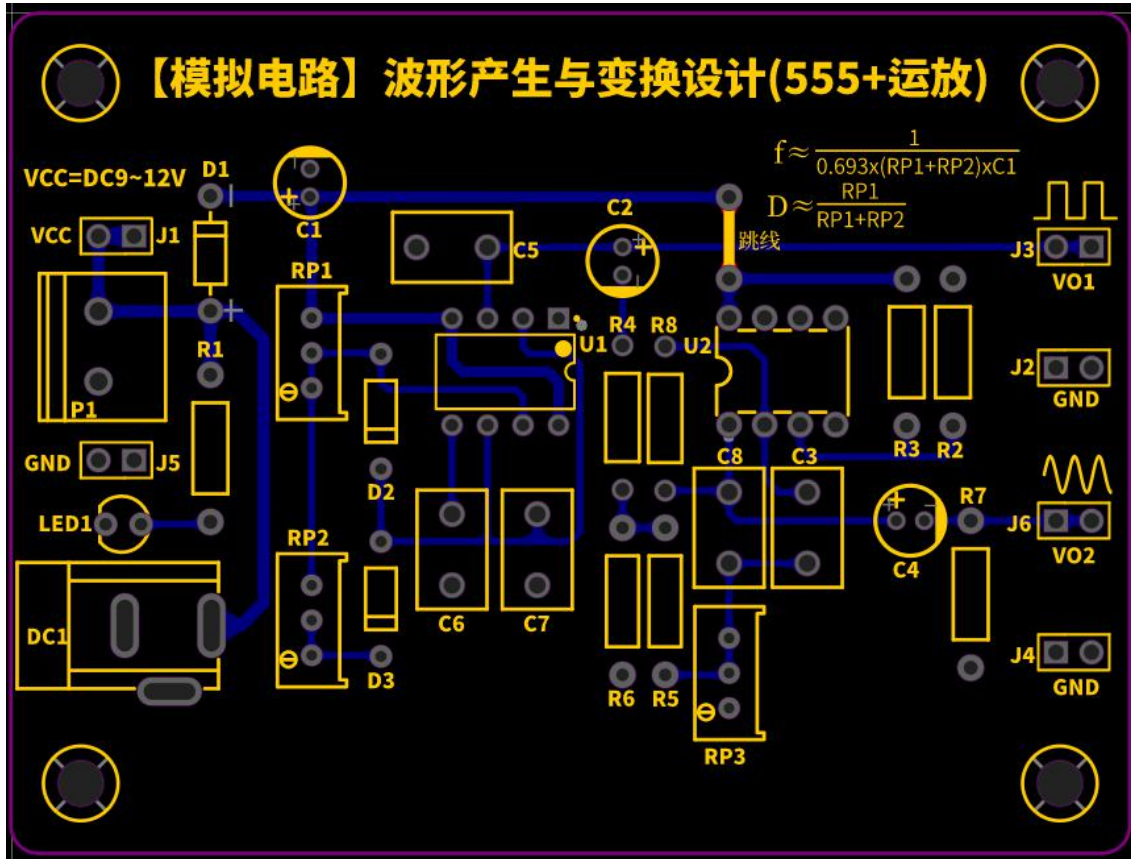 【模拟电路】波形产生与变换设计(555+运放)
f≈1/0.693x(RP1+RP2)xC1
D≈RP1/RP1+RP2
VCC=DC9~12V
D1
C1
C2
跳线
VCC
J1
C5
J3
VO1
RP1
R1
U1
R4
R8
U2
J2
GND
P1
GND
J5
D2
C8
C3
R3
R2
LED1
RP2
R7
J6
VO2
C4
DC1
C6
C7
D3
R6
R5
J4
GND
RP3